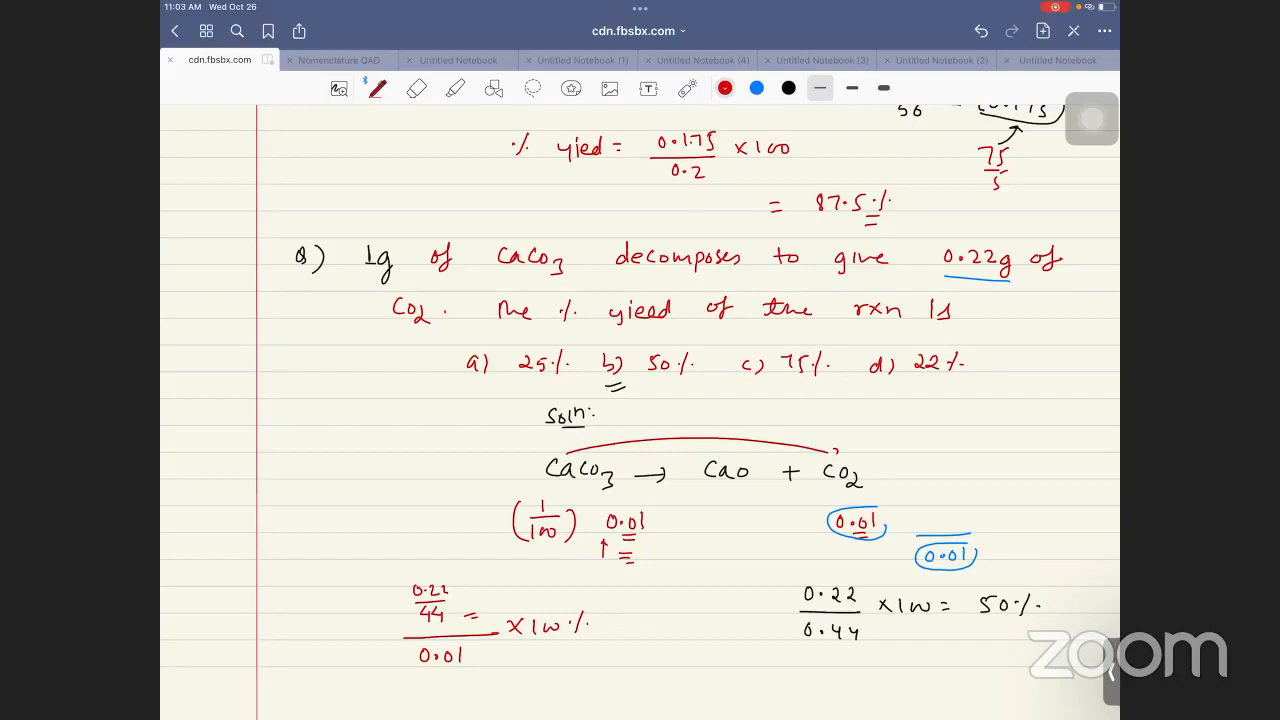 11:03 AM Wed Oct 26
cdn.fbsbx.com
cdn.fbsbx.com
Nomenclature QAD
Untitled Notebook
Untitled Notebook (1)
Untitled Notebook (4)
Untitled Notebook (3)
Untitled Notebook (2)
Untitled Notebook
56
% yield = 0.175 / 0.2 × 100
75 / 5
= 87.5 %
Q) 1g of CaCO3 decomposes to give 0.22g of
CO2. The % yield of the rxn is
a) 25% b) 50% c) 75% d) 22%
Soln:
CaCO3 → CaO + CO2
(1/100) 0.01 0.01
0.01
0.22/44 = / 0.01 × 100 %
0.22 / 0.44 × 100 = 50%
zoom